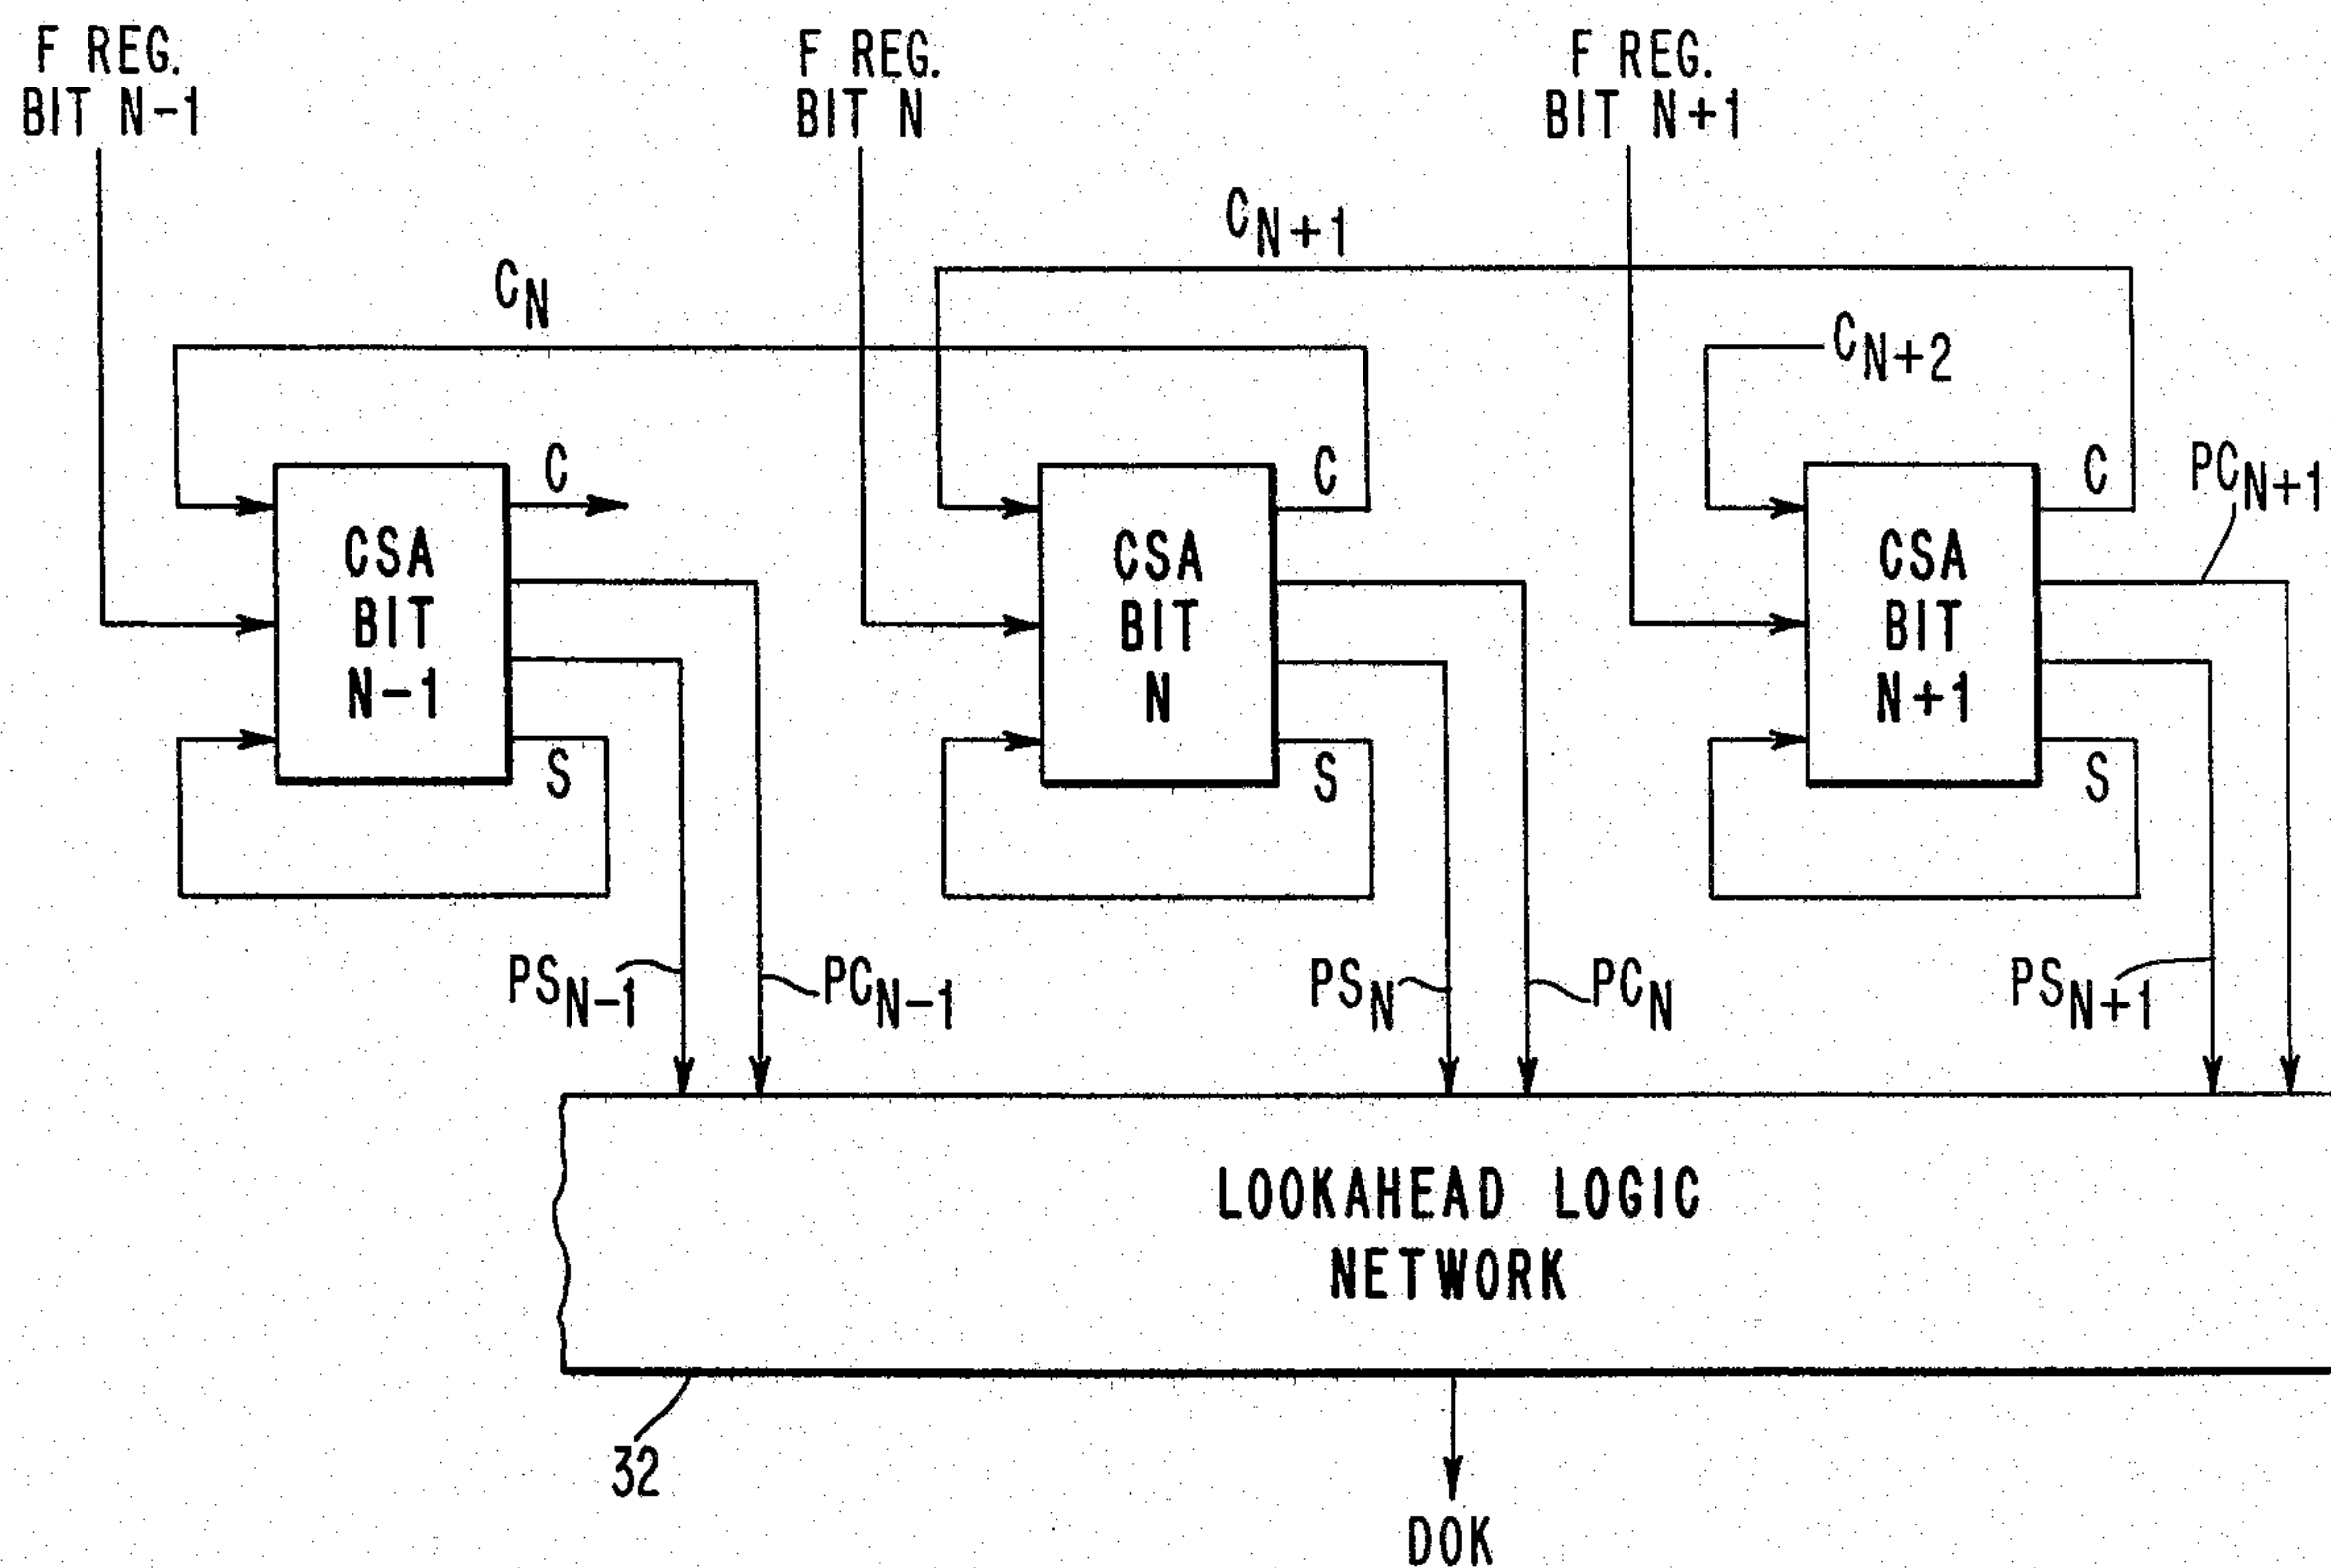 F REG.
BIT N-1
F REG.
BIT N
F REG.
BIT N+1
CN+1
CN
CN+2
C
C
C
PCN+1
CSA
BIT
N-1
CSA
BIT
N
CSA
BIT
N+1
S
S
S
PSN-1
PCN-1
PSN
PCN
PSN+1
LOOKAHEAD LOGIC
NETWORK
32
DOK